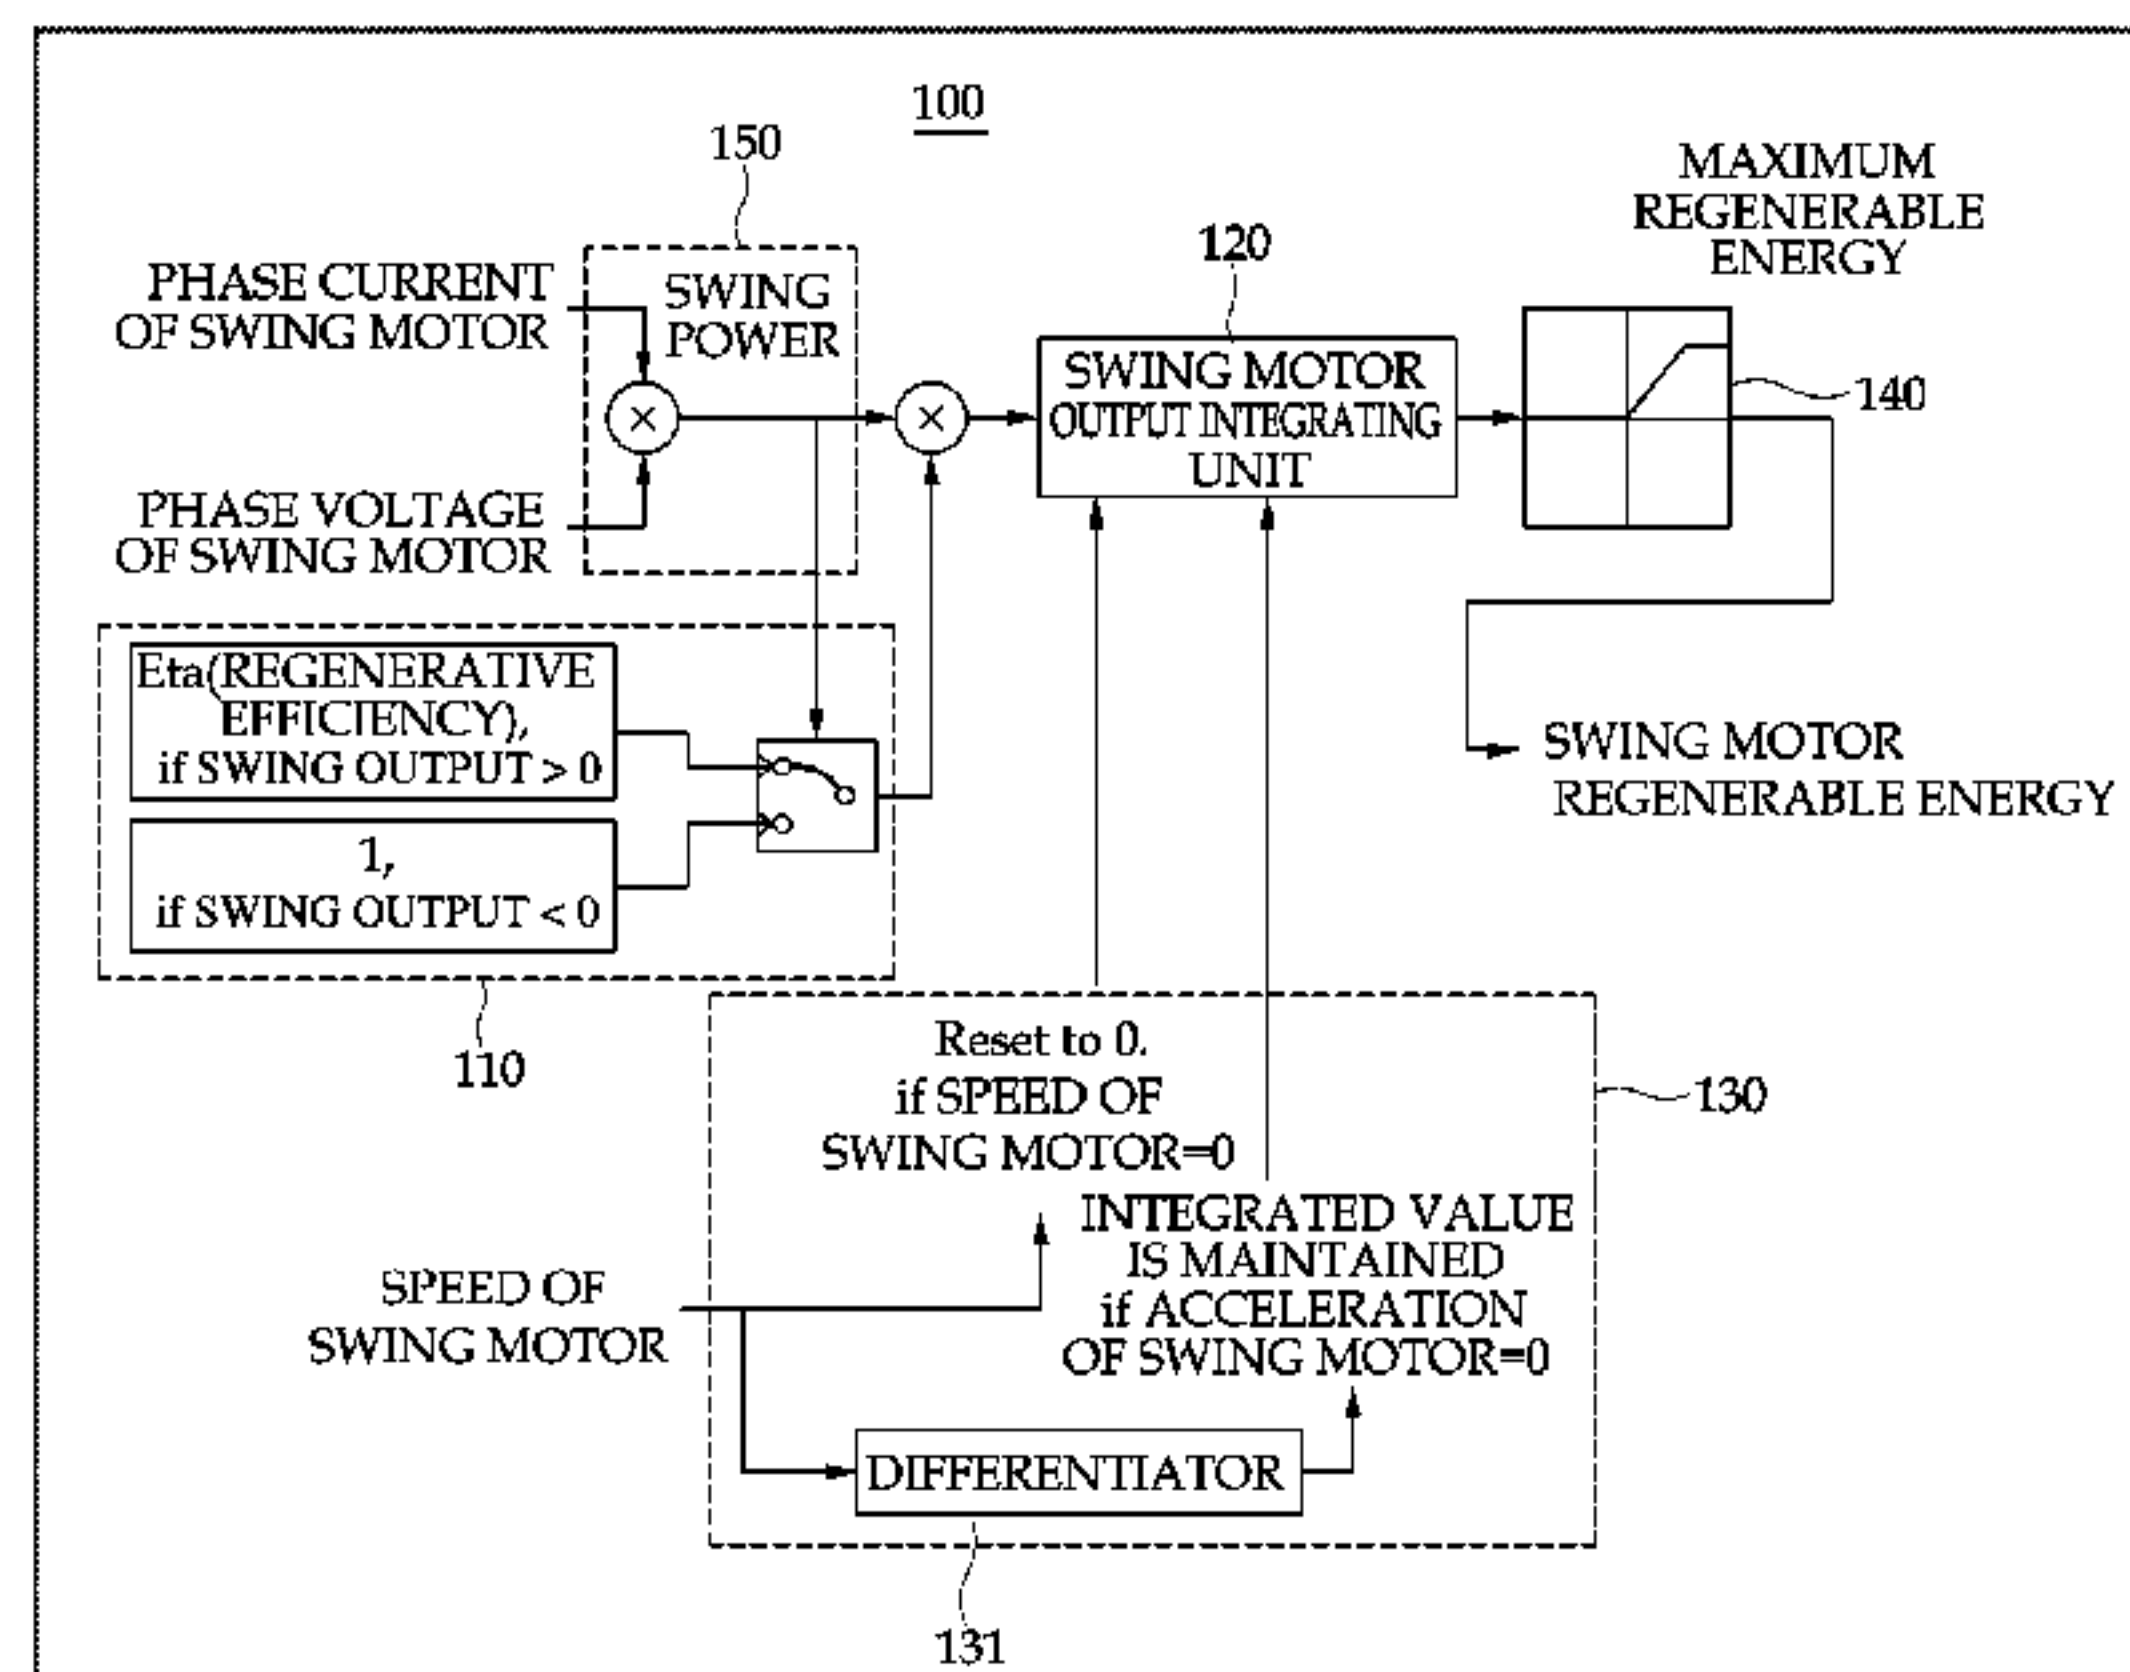 100
150
MAXIMUM
REGENERABLE
ENERGY
120
PHASE CURRENT
OF SWING MOTOR
SWING
POWER
SWING MOTOR
OUTPUT INTEGRATING
UNIT
140
PHASE VOLTAGE
OF SWING MOTOR
Eta(REGENERATIVE
EFFICIENCY),
if SWING OUTPUT > 0
1,
if SWING OUTPUT < 0
110
SWING MOTOR
REGENERABLE ENERGY
Reset to 0.
if SPEED OF
SWING MOTOR=0
130
INTEGRATED VALUE
IS MAINTAINED
if ACCELERATION
OF SWING MOTOR=0
SPEED OF
SWING MOTOR
DIFFERENTIATOR
131